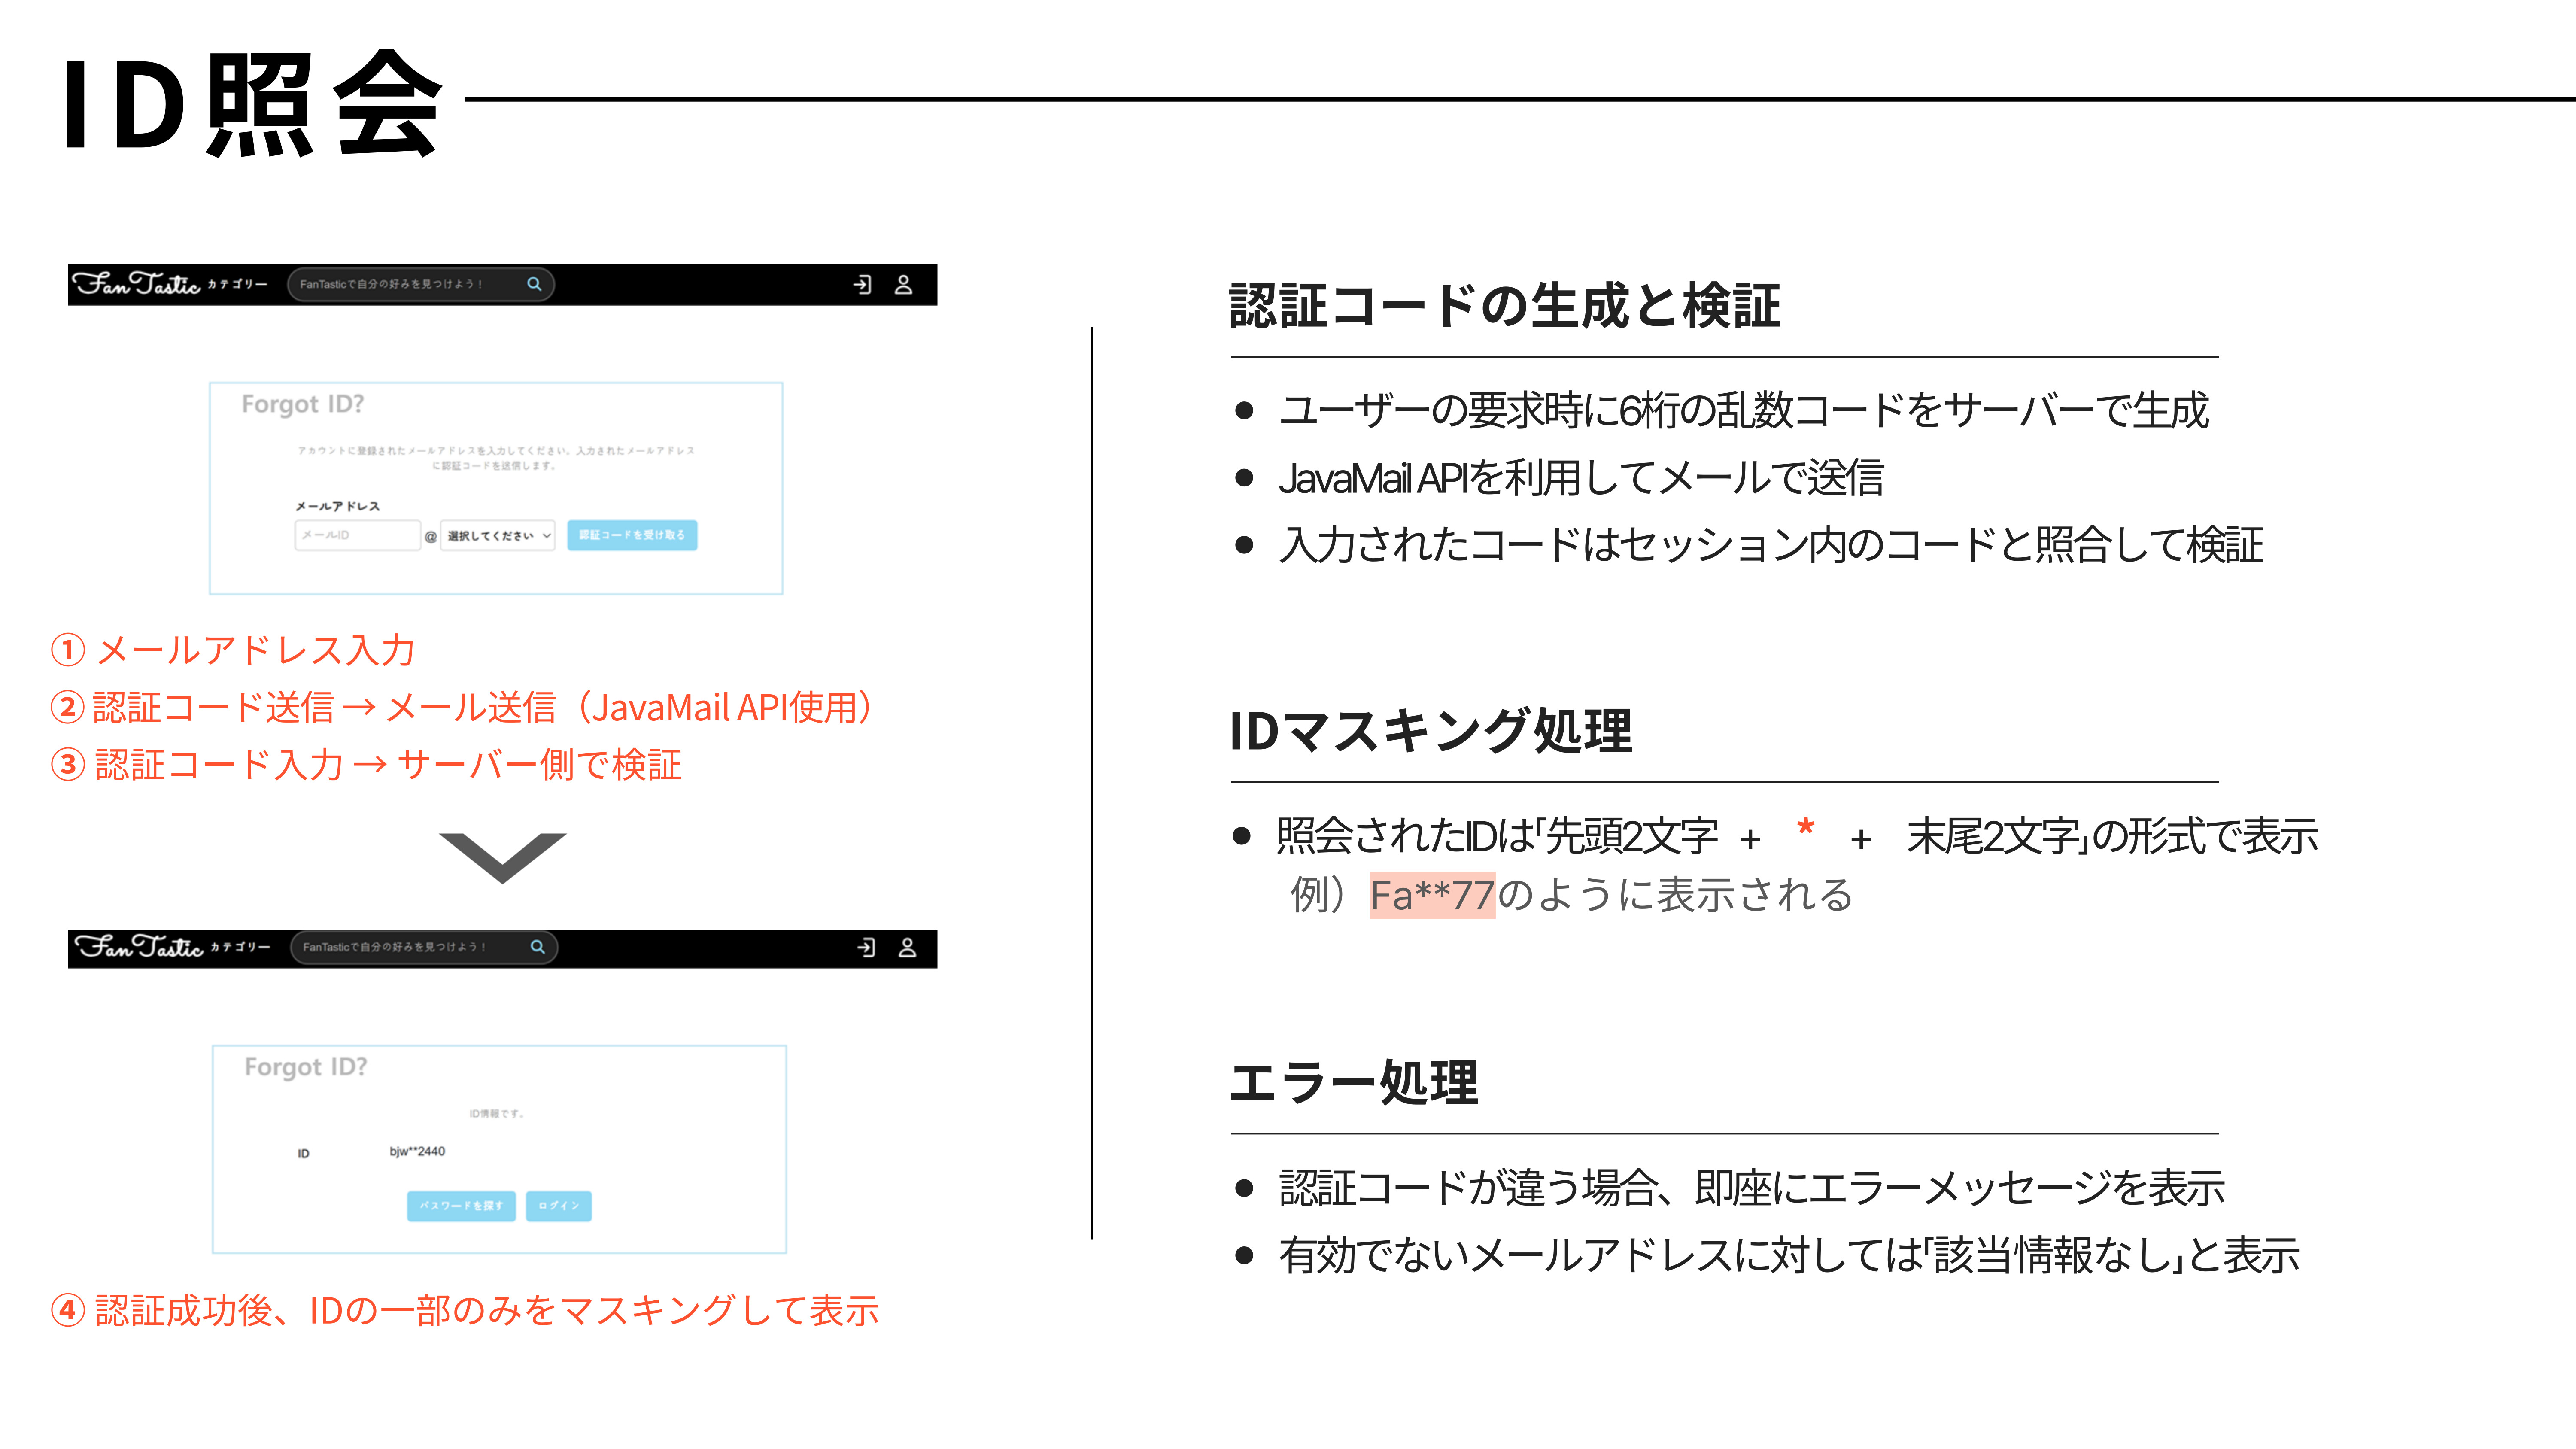 ID照会
FanTastic カテゴリー FanTasticで自分の好みを見つけよう！
Forgot ID?
アカウントに登録されたメールアドレスを入力してください。入力されたメールアドレス
に認証コードを送信します。
メールアドレス
メールID @ 選択してください 認証コードを受け取る
① メールアドレス入力
② 認証コード送信 → メール送信（JavaMail API使用）
③ 認証コード入力 → サーバー側で検証
FanTastic カテゴリー FanTasticで自分の好みを見つけよう！
Forgot ID?
ID情報です。
ID bjw**2440
パスワードを探す ログイン
④ 認証成功後、IDの一部のみをマスキングして表示
認証コードの生成と検証
● ユーザーの要求時に6桁の乱数コードをサーバーで生成
● JavaMail APIを利用してメールで送信
● 入力されたコードはセッション内のコードと照合して検証
IDマスキング処理
● 照会されたIDは「先頭2文字 + * + 末尾2文字」の形式で表示
例）Fa**77のように表示される
エラー処理
● 認証コードが違う場合、即座にエラーメッセージを表示
● 有効でないメールアドレスに対しては「該当情報なし」と表示